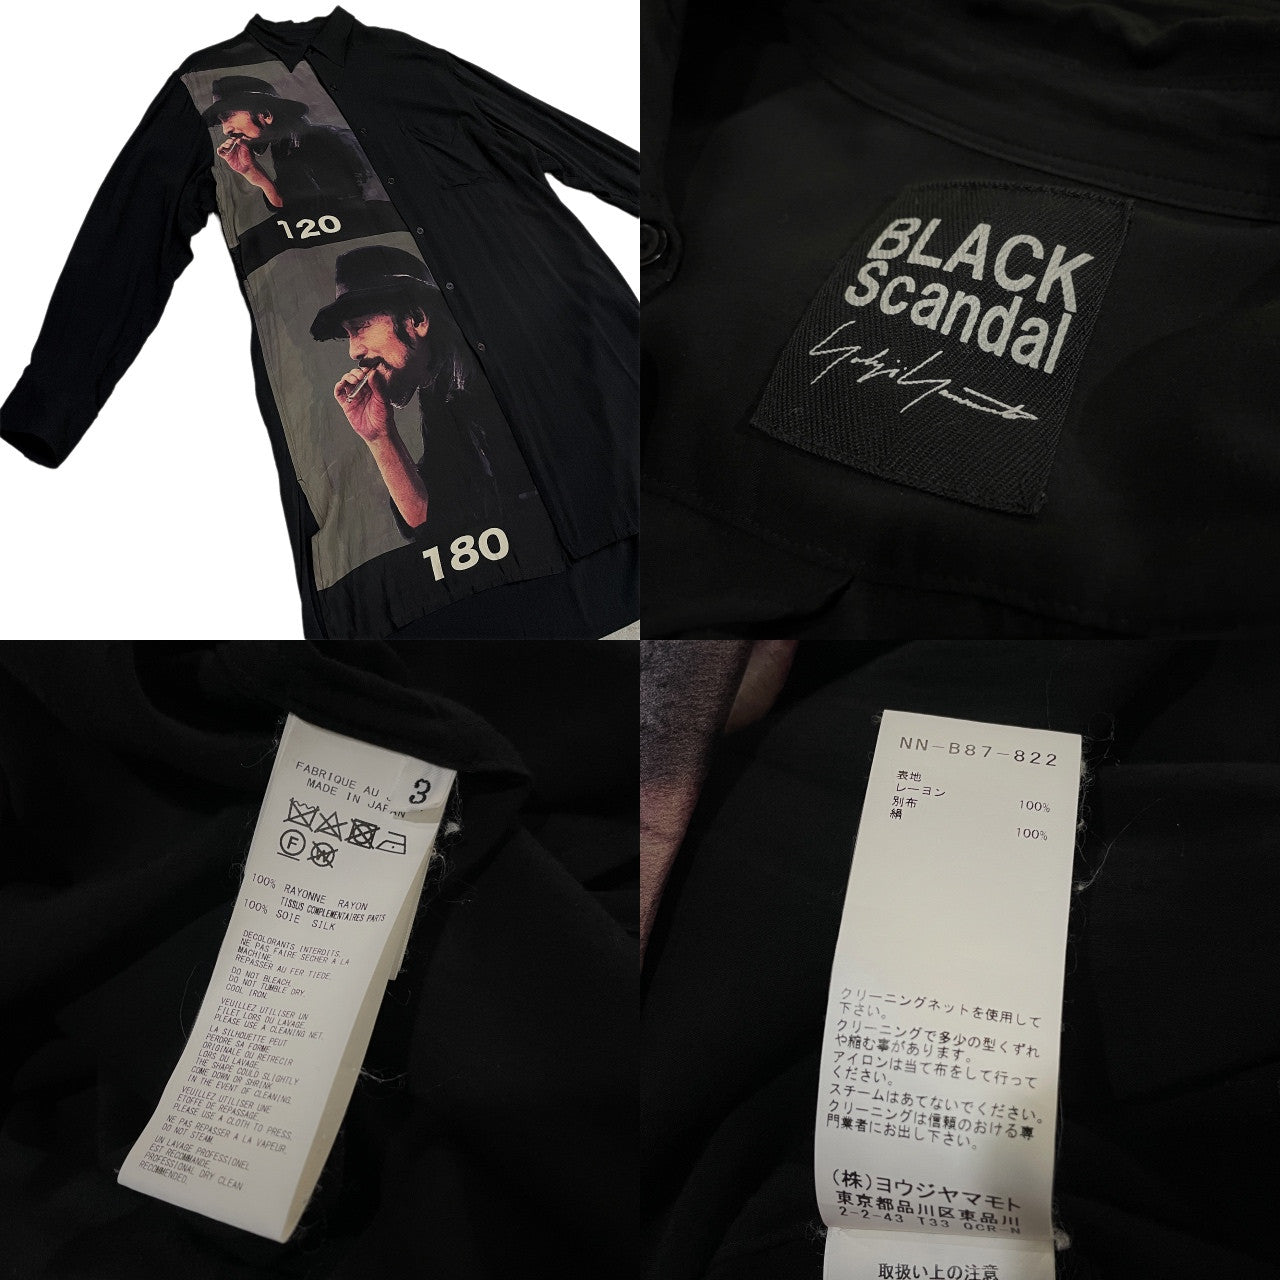 120
180
BLACK
Scandal
Yohji Yamamoto
FABRIQUE AU
MADE IN JAPAN
3
F
W
100% RAYONNE RAYON
TISSUS COMPLEMENTAIRES PARTS
100% SOIE SILK
DECOLORANTS INTERDITS.
NE PAS FAIRE SECHER A LA
MACHINE.
REPASSER AU FER TIEDE.
DO NOT BLEACH.
DO NOT TUMBLE DRY.
COOL IRON.
VEUILLEZ UTILISER UN
FILET LORS DU LAVAGE.
PLEASE USE A CLEANING NET.
LA SILHOUETTE PEUT
PERDRE SA FORME
ORIGINALE OU RETRECIR
LORS DU LAVAGE.
THE SHAPE COULD SLIGHTLY
COME DOWN OR SHRINK
IN THE EVENT OF CLEANING.
VEUILLEZ UTILISER UNE
ETOFFE DE REPASSAGE.
PLEASE USE A CLOTH TO PRESS.
NE PAS REPASSER A LA VAPEUR.
DO NOT STEAM.
UN LAVAGE PROFESSIONEL
EST RECOMMANDE.
PROFESSIONAL DRY CLEAN
RECOMMENDED.
NN-B87-822
表地
レーヨン 100%
別布
絹 100%
クリーニングネットを使用して
下さい。
クリーニングで多少の型くずれ
や縮む事があります。
アイロンは当て布をして行って
ください。
スチームはあてないでください。
クリーニングは信頼のおける専
門業者にお出し下さい。
(株)ヨウジヤマモト
東京都品川区東品川
2-2-43 T33 QCR-N
取扱い上の注意